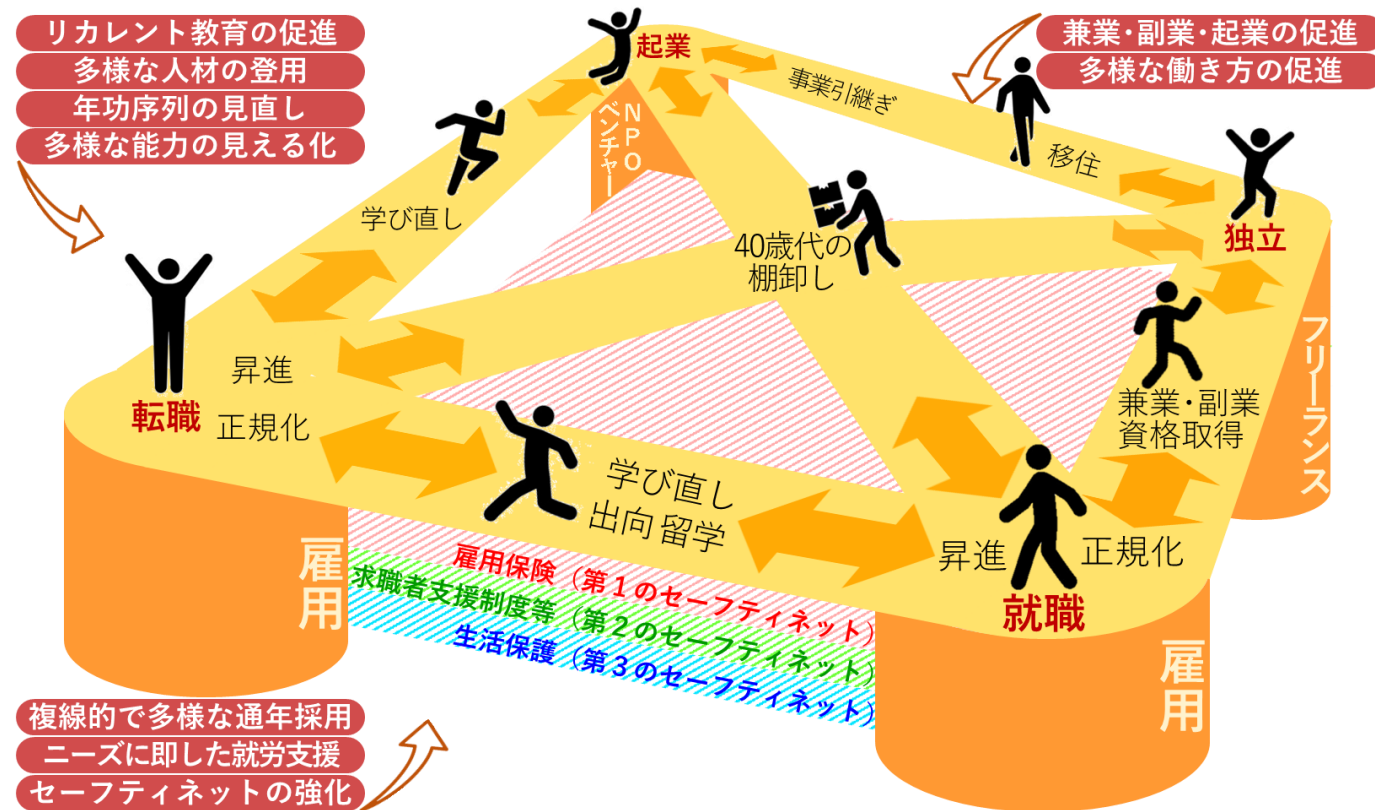 リカレント教育の促進
多様な人材の登用
年功序列の見直し
多様な能力の見える化
兼業・副業・起業の促進
多様な働き方の促進
起業
事業引継ぎ
移住
NPO
ベンチャー
学び直し
40歳代の
棚卸し
独立
フリーランス
兼業・副業
資格取得
昇進
転職
正規化
学び直し
出向 留学
昇進
正規化
就職
雇用
雇用
雇用保険（第1のセーフティネット）
求職者支援制度等（第2のセーフティネット）
生活保護（第3のセーフティネット）
複線的で多様な通年採用
ニーズに即した就労支援
セーフティネットの強化